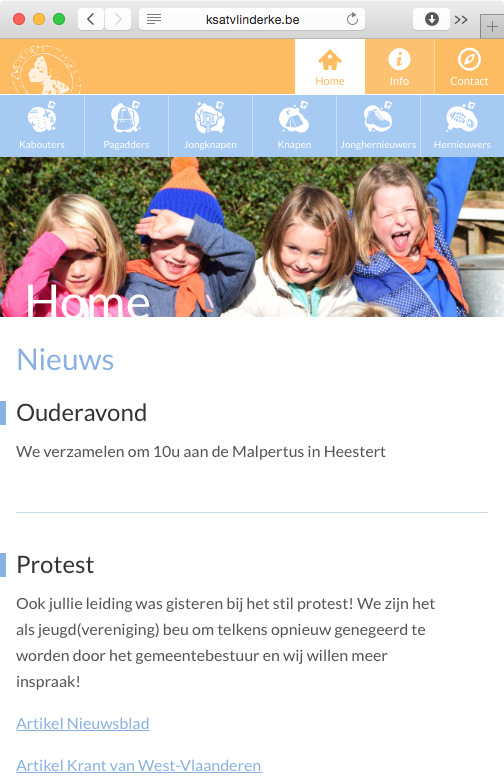 ksatvlinderke.be
Home
Info
Contact
Kabouters
Pagadders
Jongknapen
Knapen
Jonghernieuwers
Hernieuwers
Home
Nieuws
Ouderavond
We verzamelen om 10u aan de Malpertus in Heestert
Protest
Ook jullie leiding was gisteren bij het stil protest! We zijn het
als jeugd(vereniging) beu om telkens opnieuw genegeerd te
worden door het gemeentebestuur en wij willen meer
inspraak!
Artikel Nieuwsblad
Artikel Krant van West-Vlaanderen